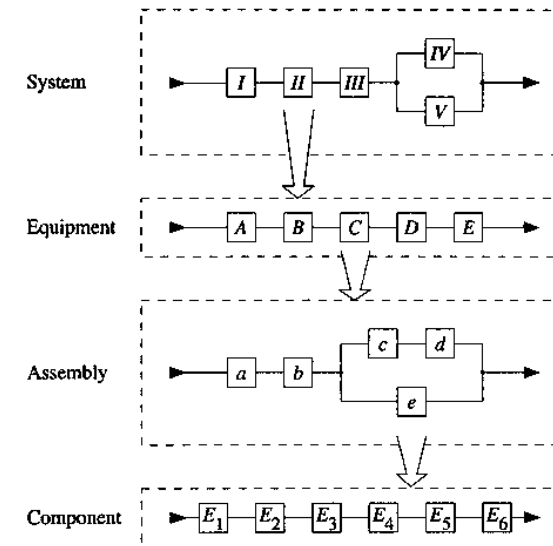 System
I II III IV
V
Equipment
A B C D E
Assembly
a b c d
e
Component
E₁ E₂ E₃ E₄ E₅ E₆